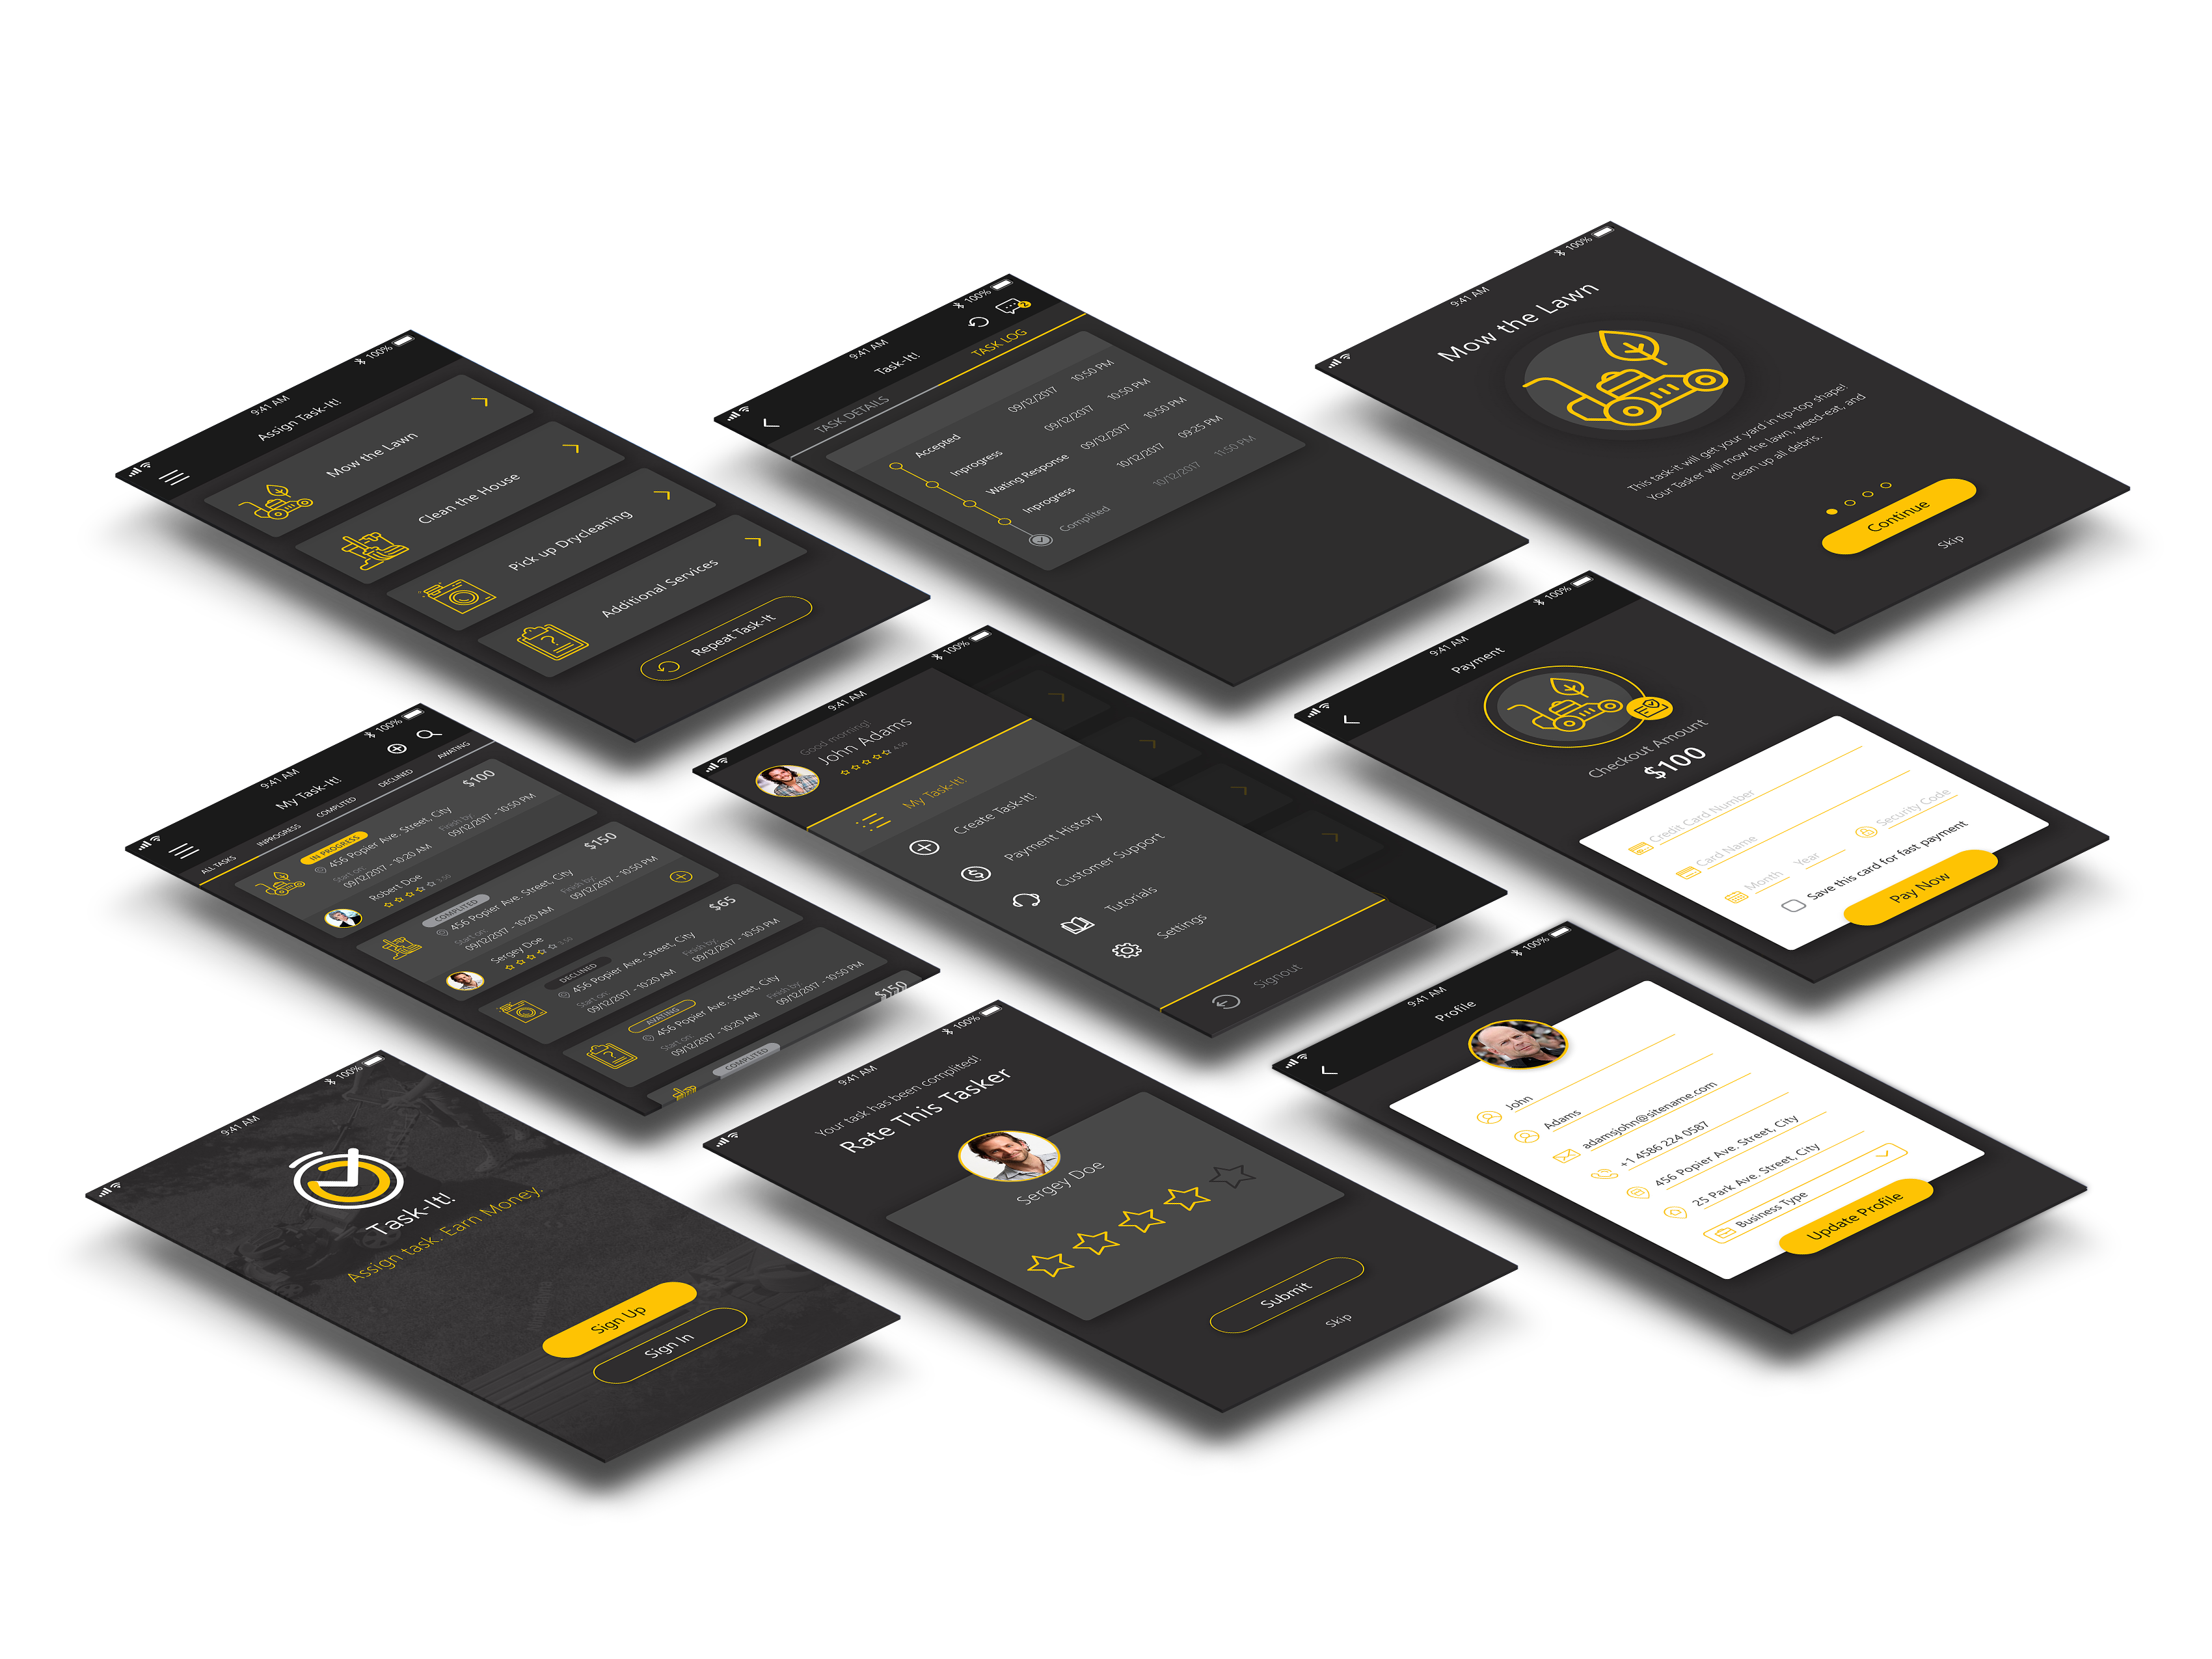 9:41 AM 100%
Assign Task-It!
Mow the Lawn
Clean the House
Pick up Drycleaning
Additional Services
Repeat Task-It
9:41 AM 100%
Task-It!
2
TASK DETAILS TASK LOG
Accepted 09/12/2017 10:50 PM
Inprogress 09/12/2017 10:50 PM
Wating Response 09/12/2017 10:50 PM
Inprogress 10/12/2017 09:25 PM
Complited 10/12/2017 11:50 PM
9:41 AM 100%
Mow the Lawn
This task-it will get your yard in tip-top shape!
Your Tasker will mow the lawn, weed-eat, and
clean up all debris.
Continue
Skip
9:41 AM 100%
My Task-It!
ALL TASKS INPROGRESS COMPLITED DECLINED AWATING
IN PROGRESS $100
456 Popier Ave. Street, City
Start on Finish by
09/12/2017 - 10:20 AM 09/12/2017 - 10:50 PM
Robert Doe
3.50
COMPLITED $150
456 Popier Ave. Street, City
Start on Finish by
09/12/2017 - 10:20 AM 09/12/2017 - 10:50 PM
Sergey Doe
3.50
DECLINED $65
456 Popier Ave. Street, City
Start on Finish by
09/12/2017 - 10:20 AM 09/12/2017 - 10:50 PM
AVATING
456 Popier Ave. Street, City
Start on Finish by
09/12/2017 - 10:20 AM 09/12/2017 - 10:50 PM
COMPLITED $150
9:41 AM 100%
Good morning!
John Adams
4.50
My Task-It!
Create Task-It!
Payment History
Customer Support
Tutorials
Settings
Signout
9:41 AM 100%
Payment
Checkout Amount
$100
Credit Card Number
Card Name
Month Year Security Code
Save this card for fast payment
Pay Now
9:41 AM 100%
Task-It!
Assign task. Earn Money.
Sign Up
Sign In
9:41 AM 100%
Your task has been complited!
Rate This Tasker
Sergey Doe
Submit
Skip
9:41 AM 100%
Profile
John
Adams
adamsjohn@sitename.com
+1 4586 224 0587
456 Popier Ave, Street, City
25 Park Ave. Street, City
Business Type
Update Profile